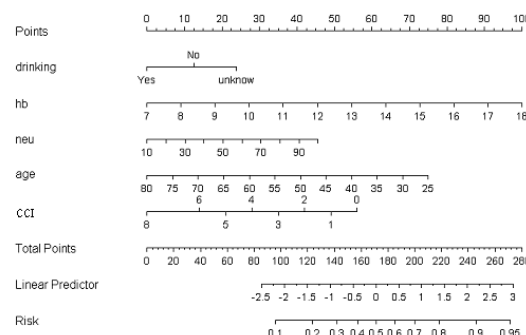 Points 0 10 20 30 40 50 60 70 80 90 100
drinking No
Yes unknow
hb
7 8 9 10 11 12 13 14 15 16 17 18
neu
10 30 50 70 90
age
80 75 70 65 60 55 50 45 40 35 30 25
6 4 2 0
CCI
8 5 3 1
Total Points
0 20 40 60 80 100 120 140 160 180 200 220 240 260 280
Linear Predictor
-2.5 -2 -1.5 -1 -0.5 0 0.5 1 1.5 2 2.5 3
Risk
0.1 0.2 0.3 0.4 0.5 0.6 0.7 0.8 0.9 0.95